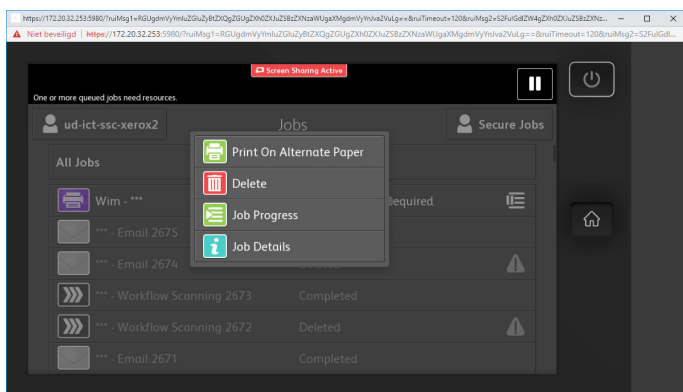 https://172.20.32.253:5980/?ruiMsg1=RGUgdmVyYmluZGluZyBtZXQgZGUgZXh0ZXJuZSBzZXNzaWUgaXMgdmVyYnJva2VuLg==&ruiTimeout=120&ruiMsg2=S2FuIGdlZW4gZXh0ZXJuZSBzZXNz...
Niet beveiligd | https://172.20.32.253:5980/?ruiMsg1=RGUgdmVyYmluZGluZyBtZXQgZGUgZXh0ZXJuZSBzZXNzaWUgaXMgdmVyYnJva2VuLg==&ruiTimeout=120&ruiMsg2=S2FuIGdl...
Screen Sharing Active
One or more queued jobs need resources.
ud-ict-ssc-xerox2 Jobs Secure Jobs
All Jobs
Print On Alternate Paper
Delete
Job Progress
Job Details
Wim - *** Required
*** - Email 2675
*** - Email 2674 Deleted
*** - Workflow Scanning 2673 Completed
*** - Workflow Scanning 2672 Deleted
*** - Email 2671 Completed